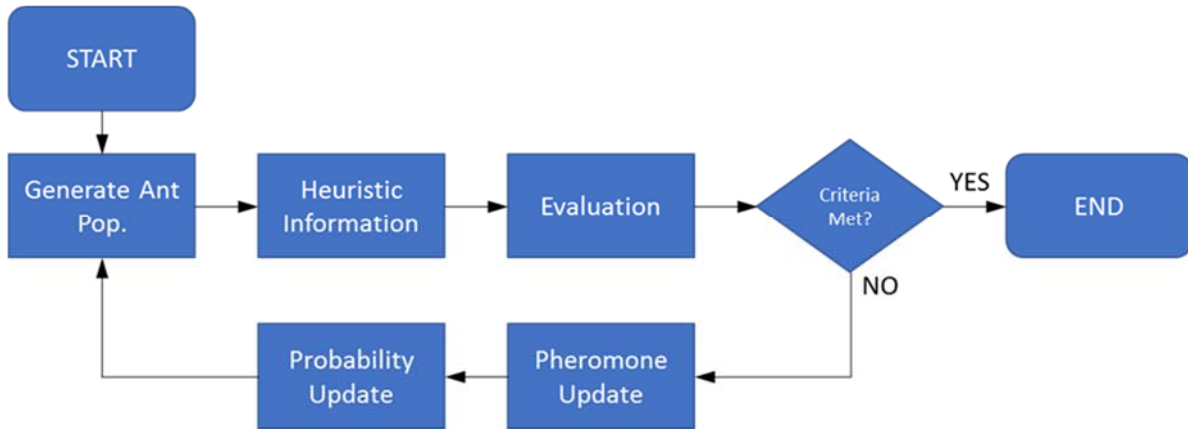 START
Generate Ant
Pop.
Heuristic
Information
Evaluation
Criteria
Met?
YES
END
NO
Probability
Update
Pheromone
Update